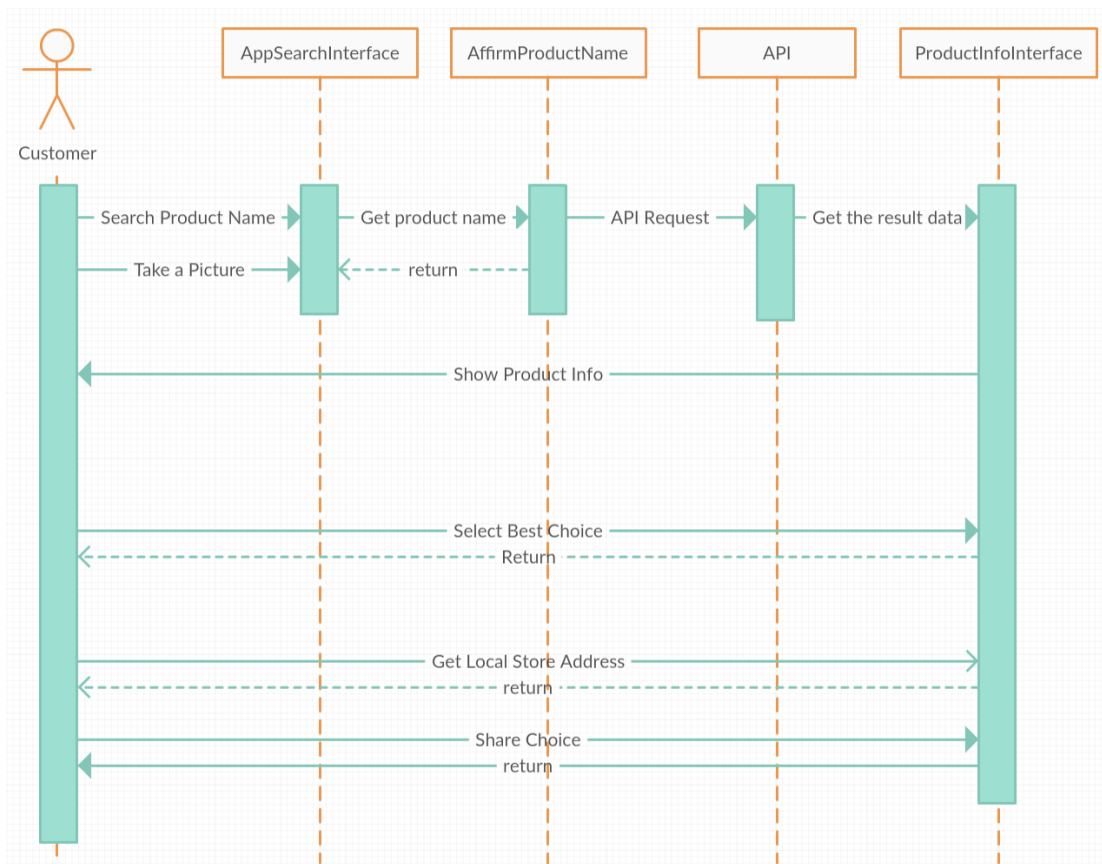 AppSearchInterface
AffirmProductName
API
ProductInfoInterface
Customer
Search Product Name
Get product name
API Request
Get the result data
Take a Picture
return
Show Product Info
Select Best Choice
Return
Get Local Store Address
return
Share Choice
return